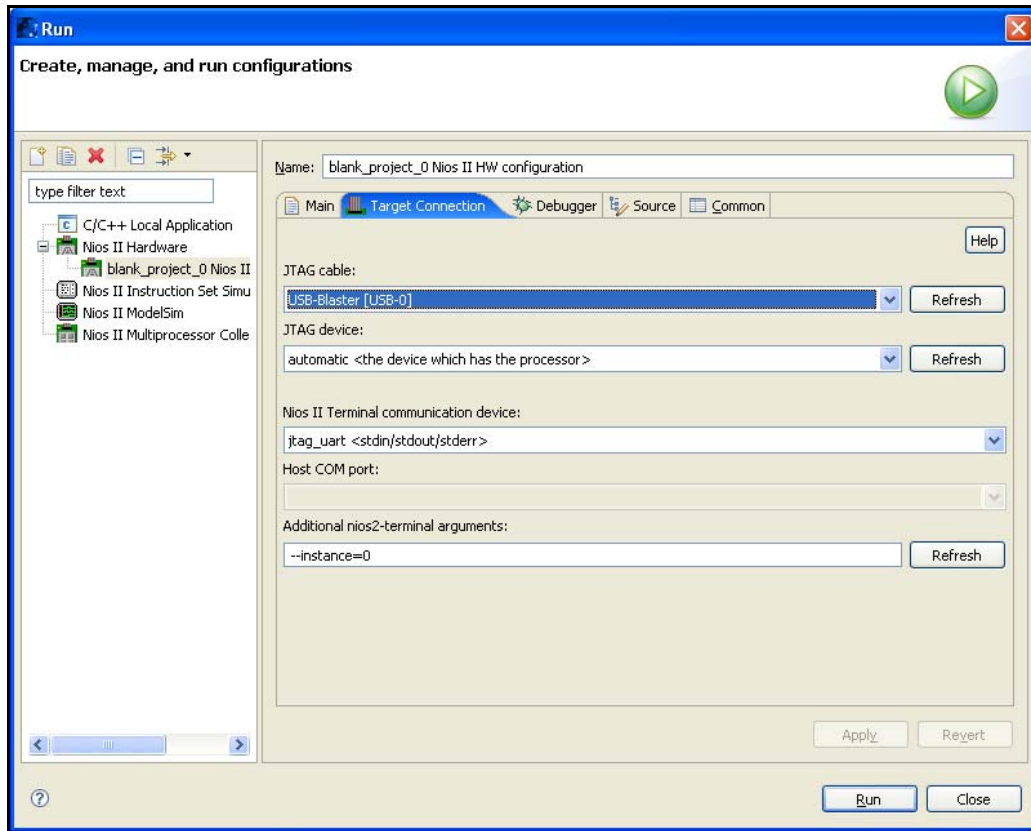 Run
Create, manage, and run configurations
type filter text
C/C++ Local Application
Nios II Hardware
blank_project_0 Nios II
Nios II Instruction Set Simu
Nios II ModelSim
Nios II Multiprocessor Colle
Name: blank_project_0 Nios II HW configuration
Main Target Connection Debugger Source Common
Help
JTAG cable:
USB-Blaster [USB-0] Refresh
JTAG device:
automatic <the device which has the processor> Refresh
Nios II Terminal communication device:
jtag_uart <stdin/stdout/stderr>
Host COM port:
Additional nios2-terminal arguments:
--instance=0 Refresh
Apply Revert
? Run Close